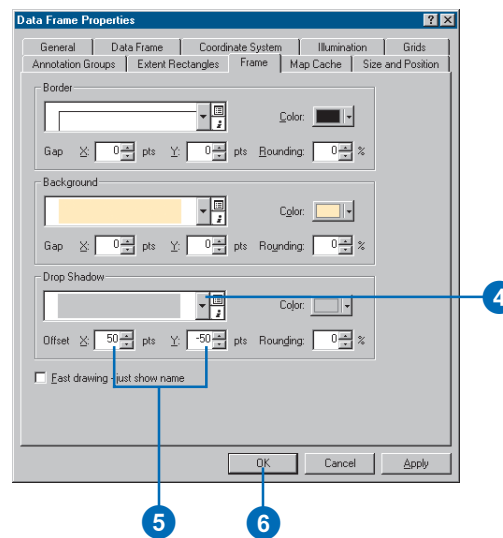 Data Frame Properties
General Data Frame Coordinate System Illumination Grids
Annotation Groups Extent Rectangles Frame Map Cache Size and Position
Border
Color:
Gap X: 0 pts Y: 0 pts Rounding: 0 %
Background
Color:
Gap X: 0 pts Y: 0 pts Rounding: 0 %
Drop Shadow
4
Color:
Offset X: 50 pts Y: -50 pts Rounding: 0 %
Fast drawing - just show name
OK Cancel Apply
5 6